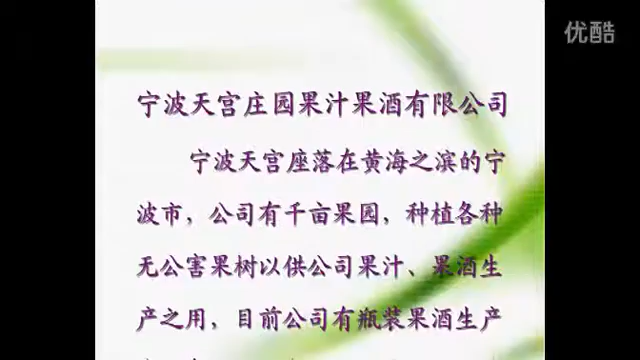 优酷
宁波天宫庄园果汁果酒有限公司
宁波天宫座落在黄海之滨的宁
波市，公司有千亩果园，种植各种
无公害果树以供公司果汁、果酒生
产之用，目前公司有瓶装果酒生产